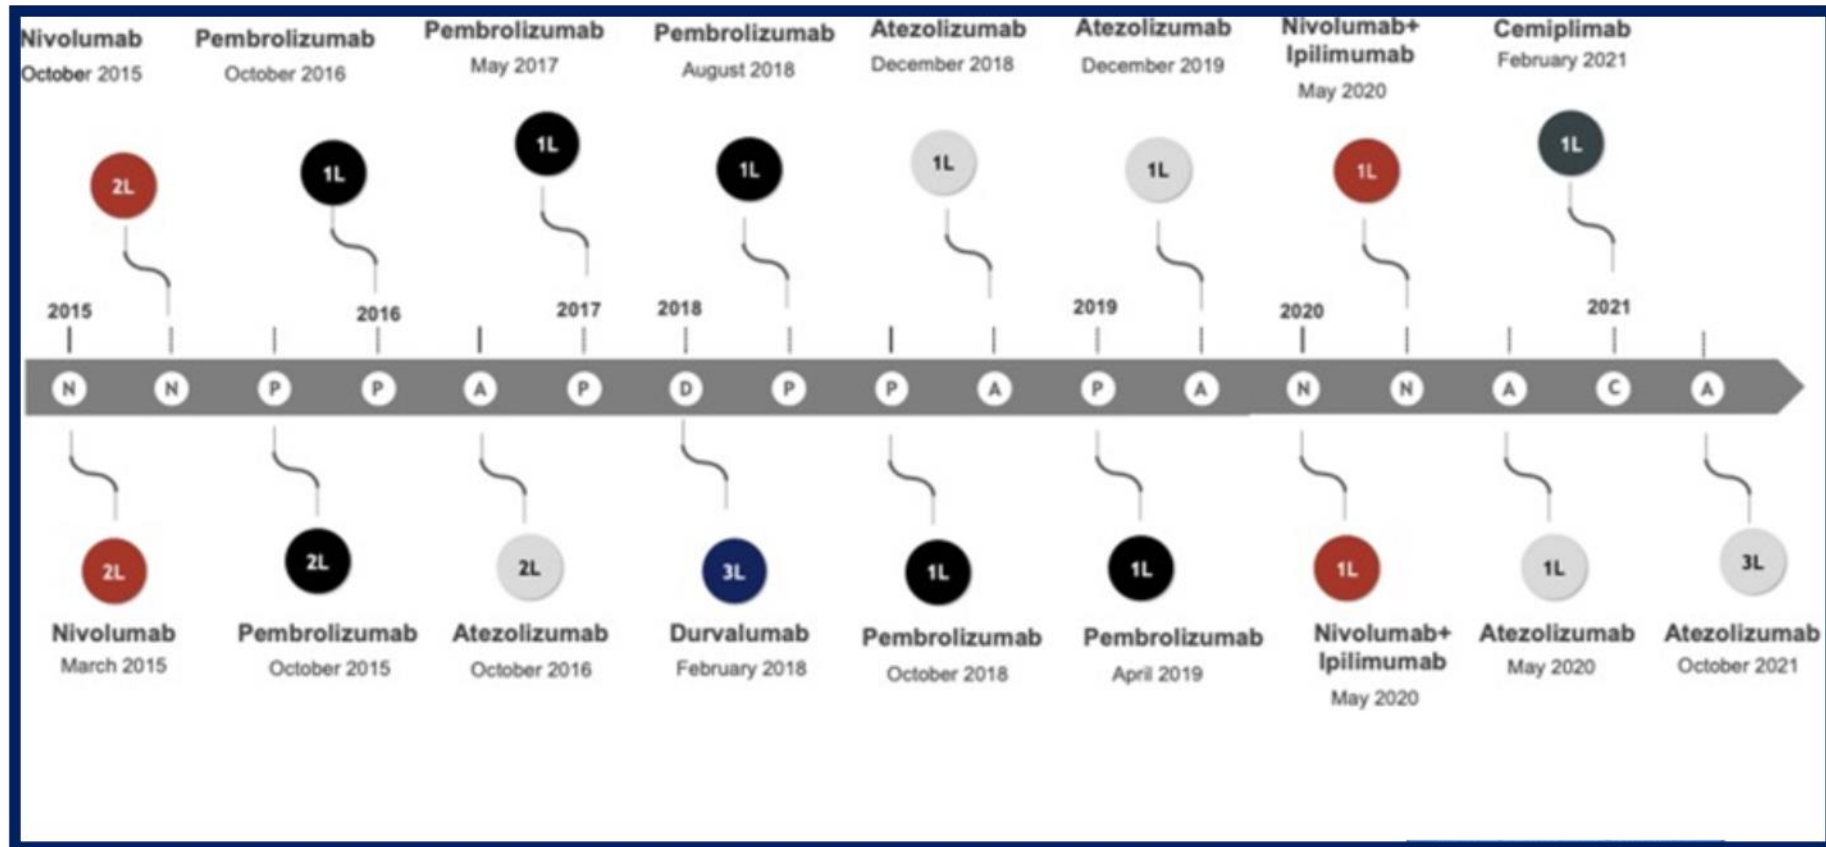 Nivolumab
October 2015
Pembrolizumab
October 2016
Pembrolizumab
May 2017
Pembrolizumab
August 2018
Atezolizumab
December 2018
Atezolizumab
December 2019
Nivolumab+
Ipilimumab
May 2020
Cemiplimab
February 2021
2L
1L
1L
1L
1L
1L
1L
1L
2015
2016
2017
2018
2019
2020
2021
N N P P A P D P P A P A N N A C A
2L
2L
2L
3L
1L
1L
1L
1L
3L
Nivolumab
March 2015
Pembrolizumab
October 2015
Atezolizumab
October 2016
Durvalumab
February 2018
Pembrolizumab
October 2018
Pembrolizumab
April 2019
Nivolumab+
Ipilimumab
May 2020
Atezolizumab
May 2020
Atezolizumab
October 2021